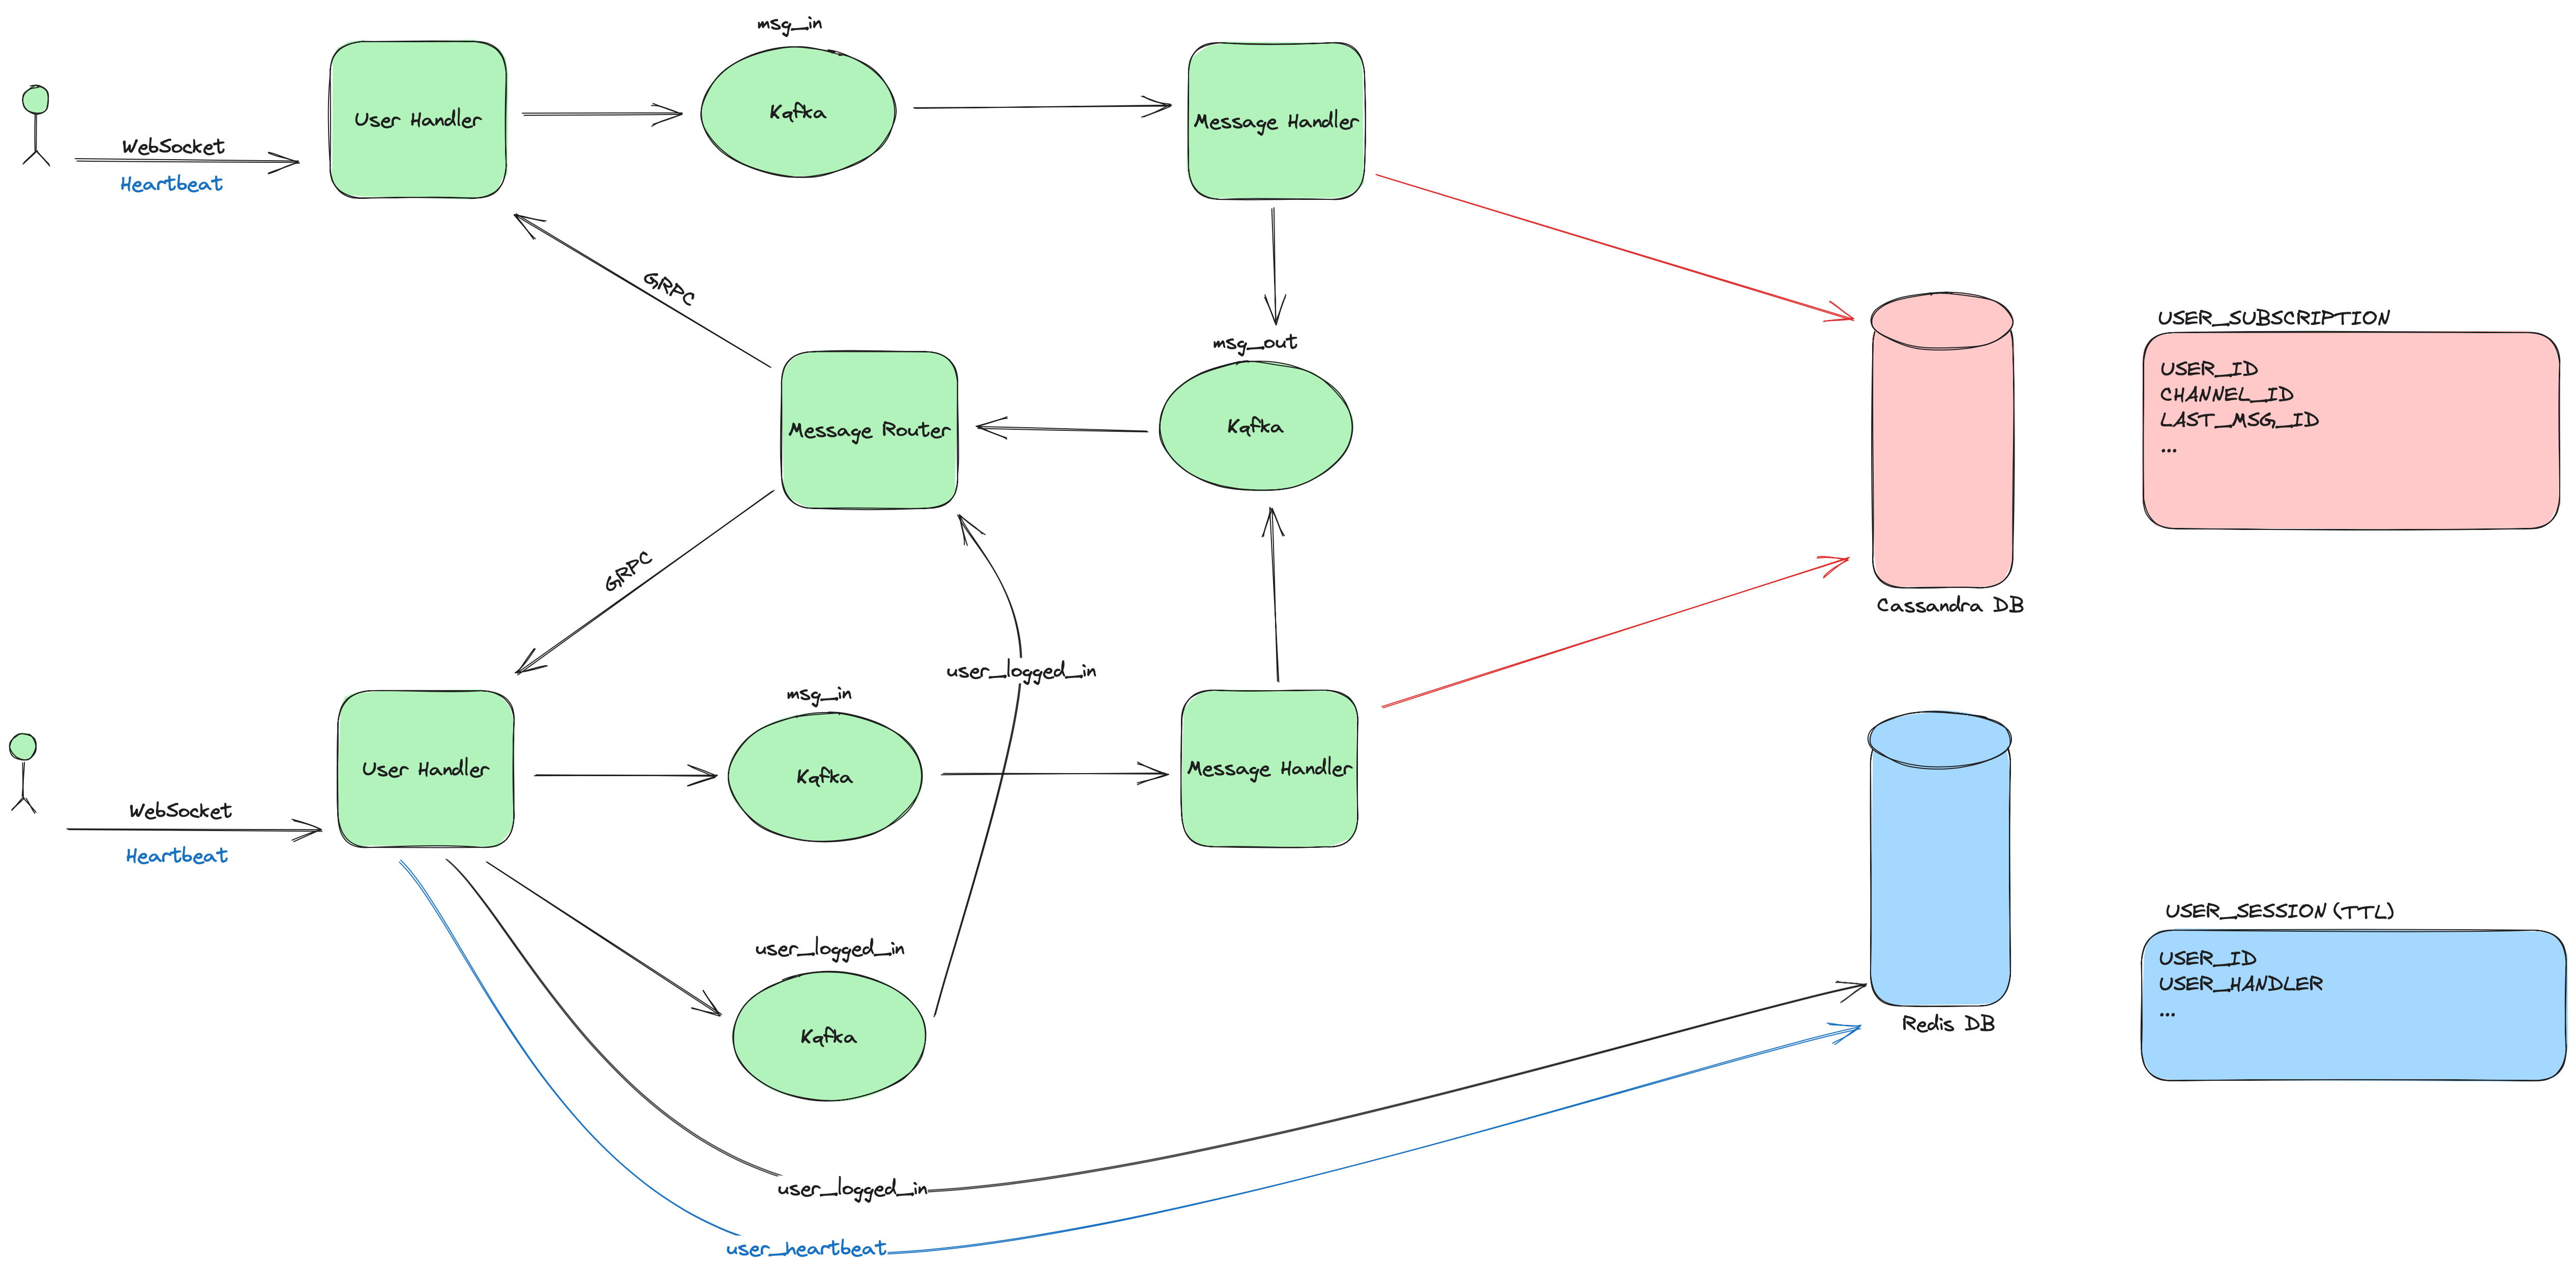 msg_in
User Handler
Kafka
Message Handler
WebSocket
Heartbeat
GRPC
USER_SUBSCRIPTION
msg_out
USER_ID
CHANNEL_ID
LAST_MSG_ID
...
Message Router
Kafka
GRPC
Cassandra DB
user_logged_in
msg_in
User Handler
Kafka
Message Handler
WebSocket
Heartbeat
USER_SESSION (TTL)
user_logged_in
USER_ID
USER_HANDLER
...
Kafka
Redis DB
user_logged_in
user_heartbeat